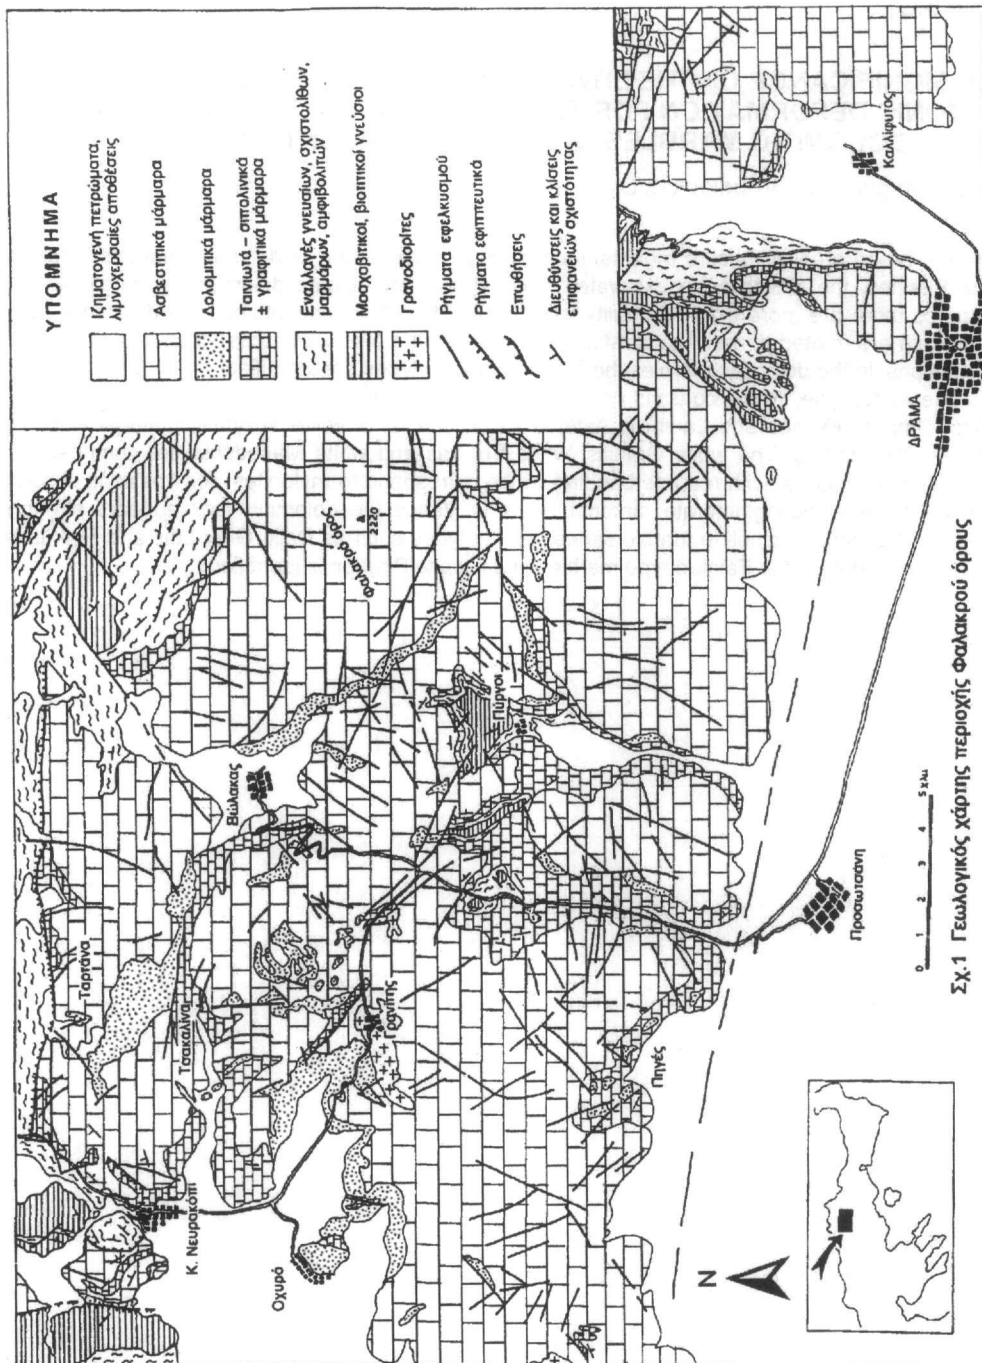 ΥΠΟΜΝΗΜΑ
Ιζηματογενή πετρώματα,
λιμνοχερσαίες αποθέσεις
Ασβεστιτικά μάρμαρα
Δολομιτικά μάρμαρα
Ταινιωτά – σιπολινικά
± γραφιτικά μάρμαρα
Εναλλαγές γνευσίων, σχιστολίθων,
μαρμάρων, αμφιβολιτών
Μοσχοβιτικοί, βιοτιτικοί γνεύσιοι
Γρανοδιορίτες
Ρήγματα εφελκυσμού
Ρήγματα εφιππευτικά
Επωθήσεις
Διευθύνσεις και κλίσεις
επιφανειών σχιστότητας
Κ. Νευροκόπι
Οχυρό
Ταρτάνα
Τσακαλίνα
Γρανίτης
Βώλακας
Φαλακρό όρος
2220
Πύργοι
Πηγές
Προσωτσάνη
ΔΡΑΜΑ
Καλλίφυτος
N
0 1 2 3 4 5 χλμ
Σχ.1 Γεωλογικός χάρτης περιοχής Φαλακρού όρους